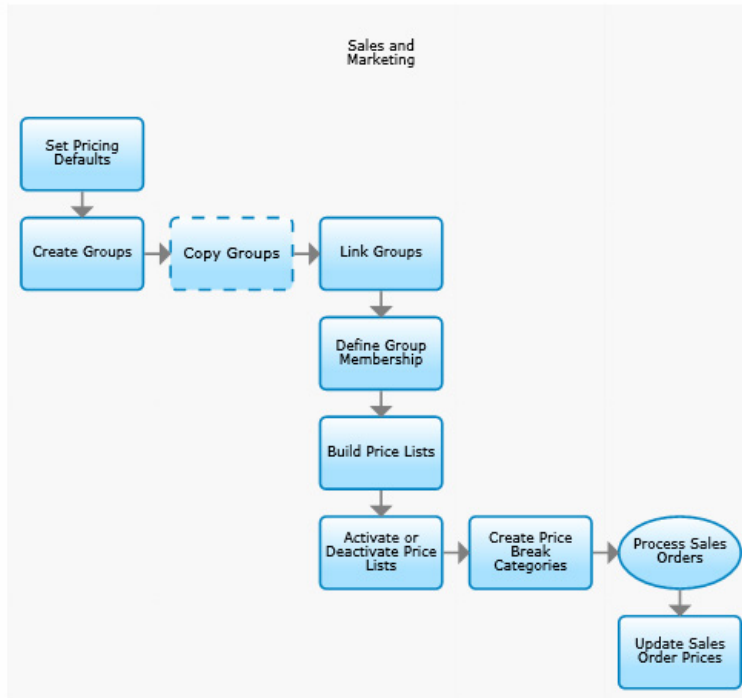 Sales and
Marketing
Set Pricing
Defaults
Create Groups
Copy Groups
Link Groups
Define Group
Membership
Build Price Lists
Activate or
Deactivate Price
Lists
Create Price
Break
Categories
Process Sales
Orders
Update Sales
Order Prices